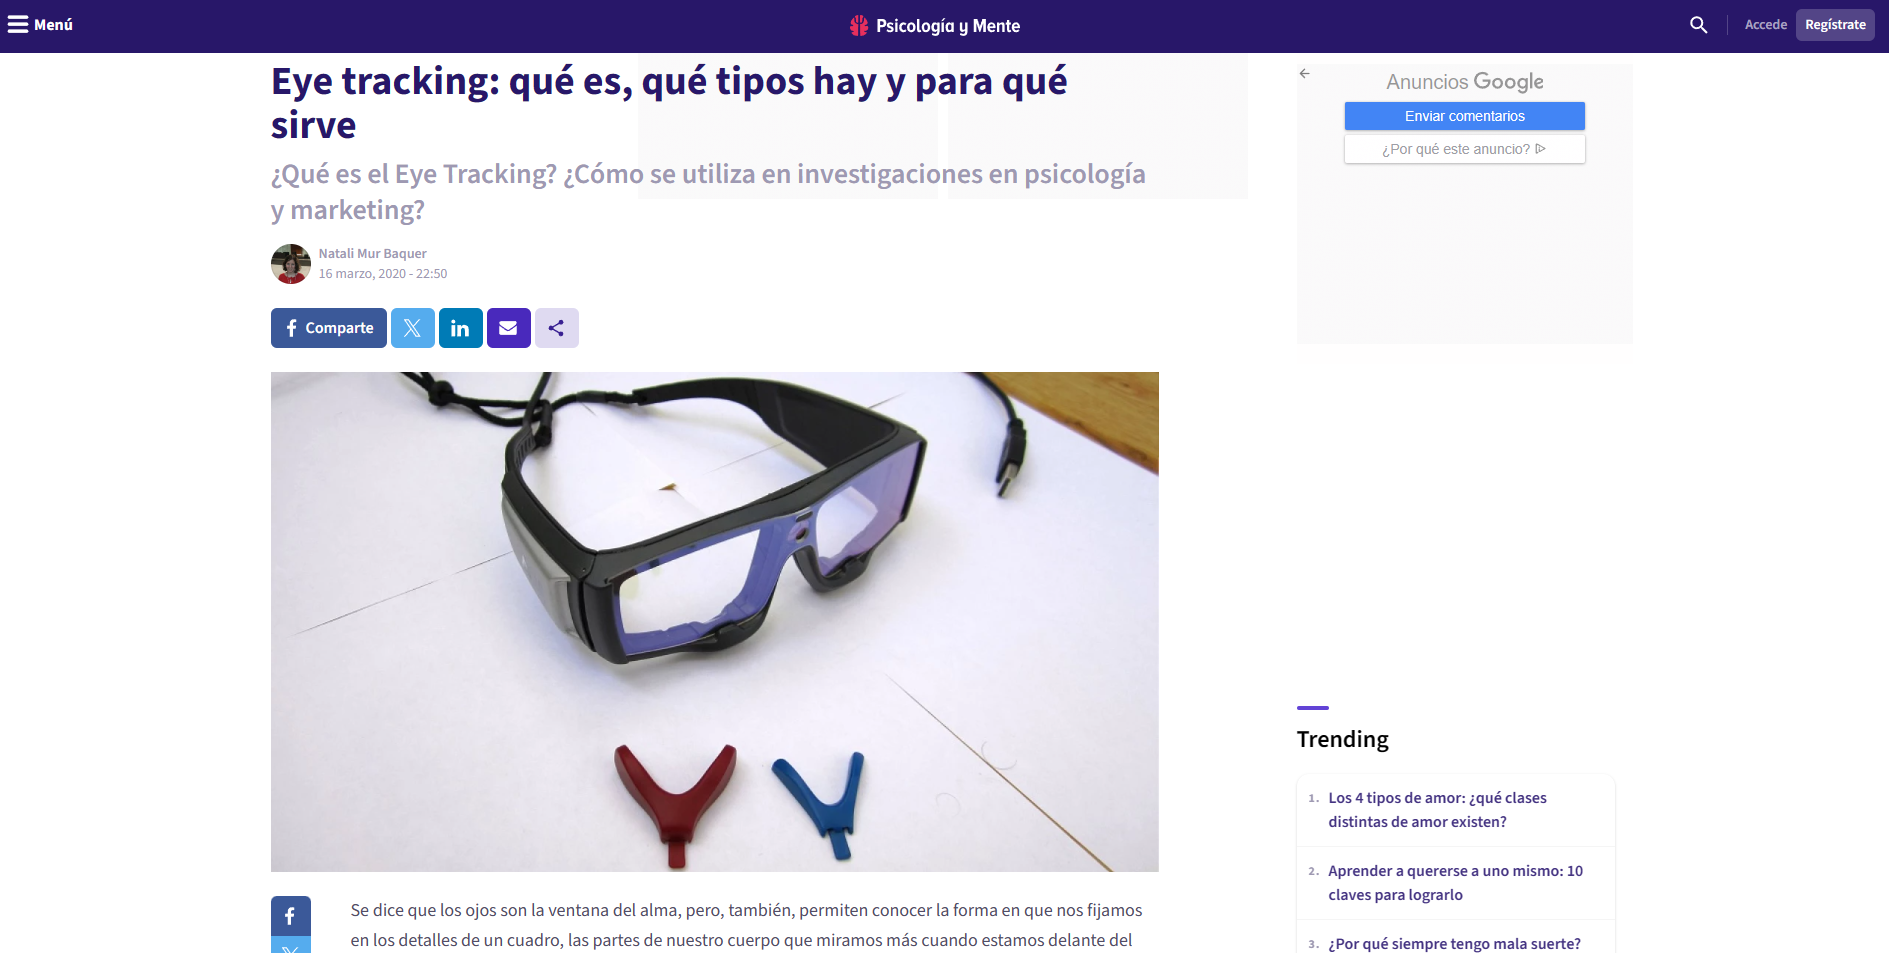 Menú
Psicología y Mente
Accede
Regístrate
Eye tracking: qué es, qué tipos hay y para qué
sirve
¿Qué es el Eye Tracking? ¿Cómo se utiliza en investigaciones en psicología
y marketing?
Natali Mur Baquer
16 marzo, 2020 - 22:50
Comparte
Se dice que los ojos son la ventana del alma, pero, también, permiten conocer la forma en que nos fijamos
en los detalles de un cuadro, las partes de nuestro cuerpo que miramos más cuando estamos delante del
Anuncios Google
Enviar comentarios
¿Por qué este anuncio?
Trending
1. Los 4 tipos de amor: ¿qué clases
distintas de amor existen?
2. Aprender a quererse a uno mismo: 10
claves para lograrlo
3. ¿Por qué siempre tengo mala suerte?